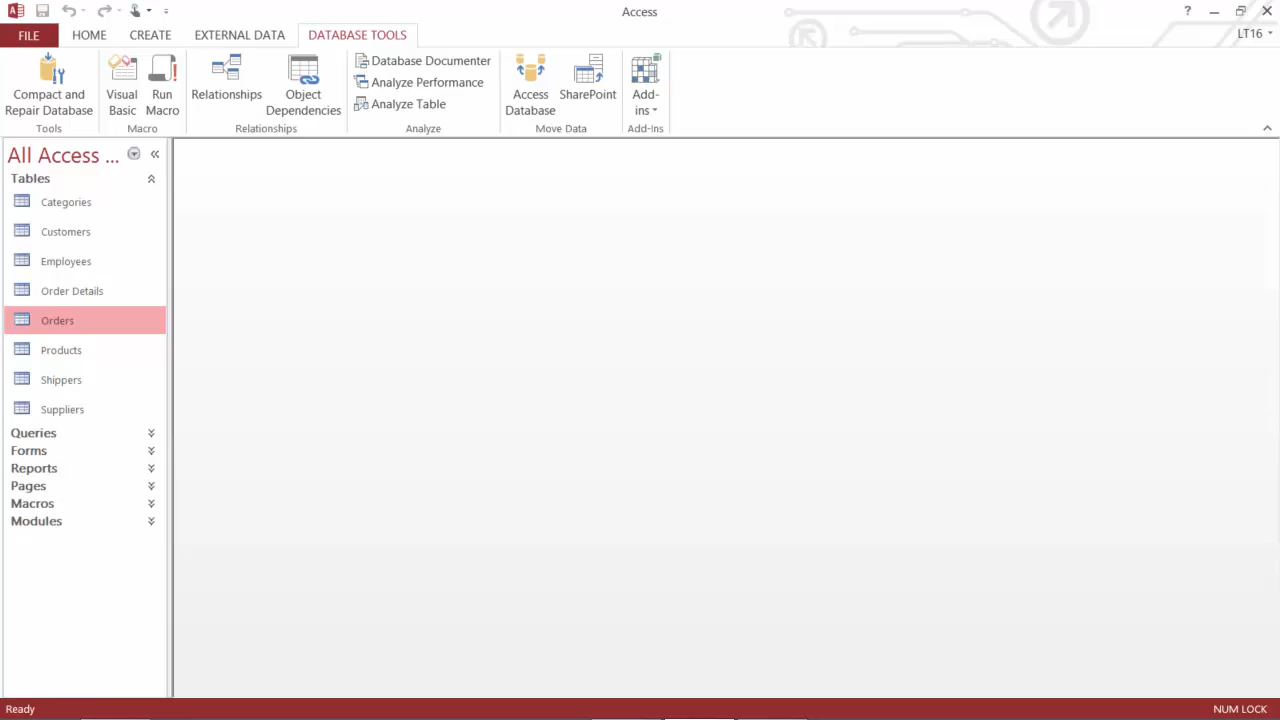 Access
?
FILE HOME CREATE EXTERNAL DATA DATABASE TOOLS LT16
Compact and Repair Database
Visual Basic
Run Macro
Relationships
Object Dependencies
Database Documenter
Analyze Performance
Analyze Table
Access Database
SharePoint
Add-ins
Tools Macro Relationships Analyze Move Data Add-Ins
All Access ...
Tables
Categories
Customers
Employees
Order Details
Orders
Products
Shippers
Suppliers
Queries
Forms
Reports
Pages
Macros
Modules
Ready NUM LOCK